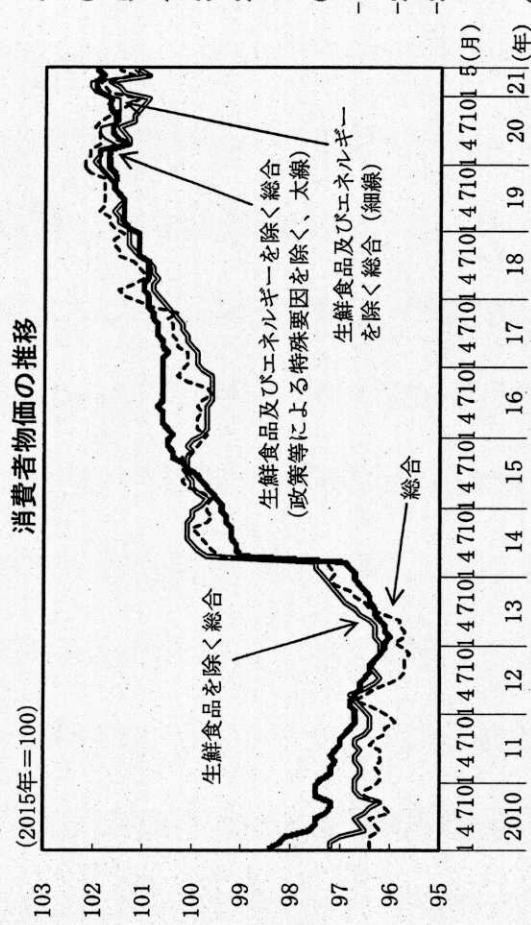 消費者物価の推移
(2015年=100)
103
102
101
100
99
98
97
96
95
生鮮食品を除く総合
生鮮食品及びエネルギーを除く総合
(政策等による特殊要因を除く、太線)
生鮮食品及びエネルギー
を除く総合(細線)
総合
1 4 7 10 1 4 7 10 1 4 7 10 1 4 7 10 1 4 7 10 1 4 7 10 1 4 7 10 1 4 7 10 1 4 7 10 1 4 7 10 1 4 7 10 1 5 (月)
2010 11 12 13 14 15 16 17 18 19 20 21 (年)